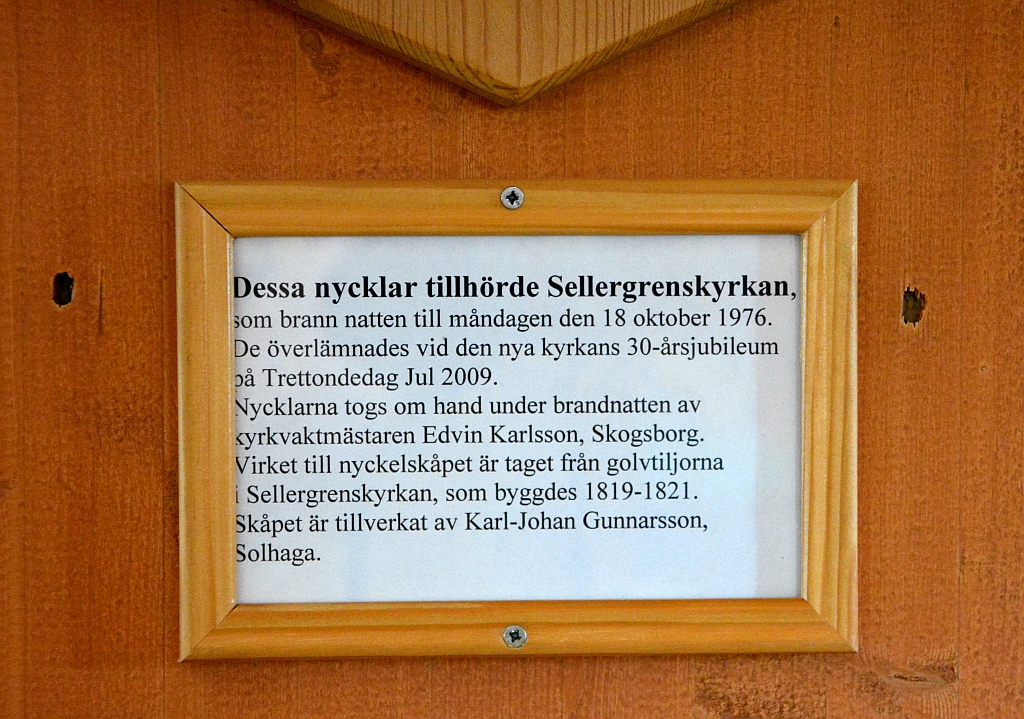 Dessa nycklar tillhörde Sellergrenskyrkan,
som brann natten till måndagen den 18 oktober 1976.
De överlämnades vid den nya kyrkans 30-årsjubileum
på Trettondedag Jul 2009.
Nycklarna togs om hand under brandnatten av
kyrkvaktmästaren Edvin Karlsson, Skogsborg.
Virket till nyckelskåpet är taget från golvtiljorna
i Sellergrenskyrkan, som byggdes 1819-1821.
Skåpet är tillverkat av Karl-Johan Gunnarsson,
Solhaga.